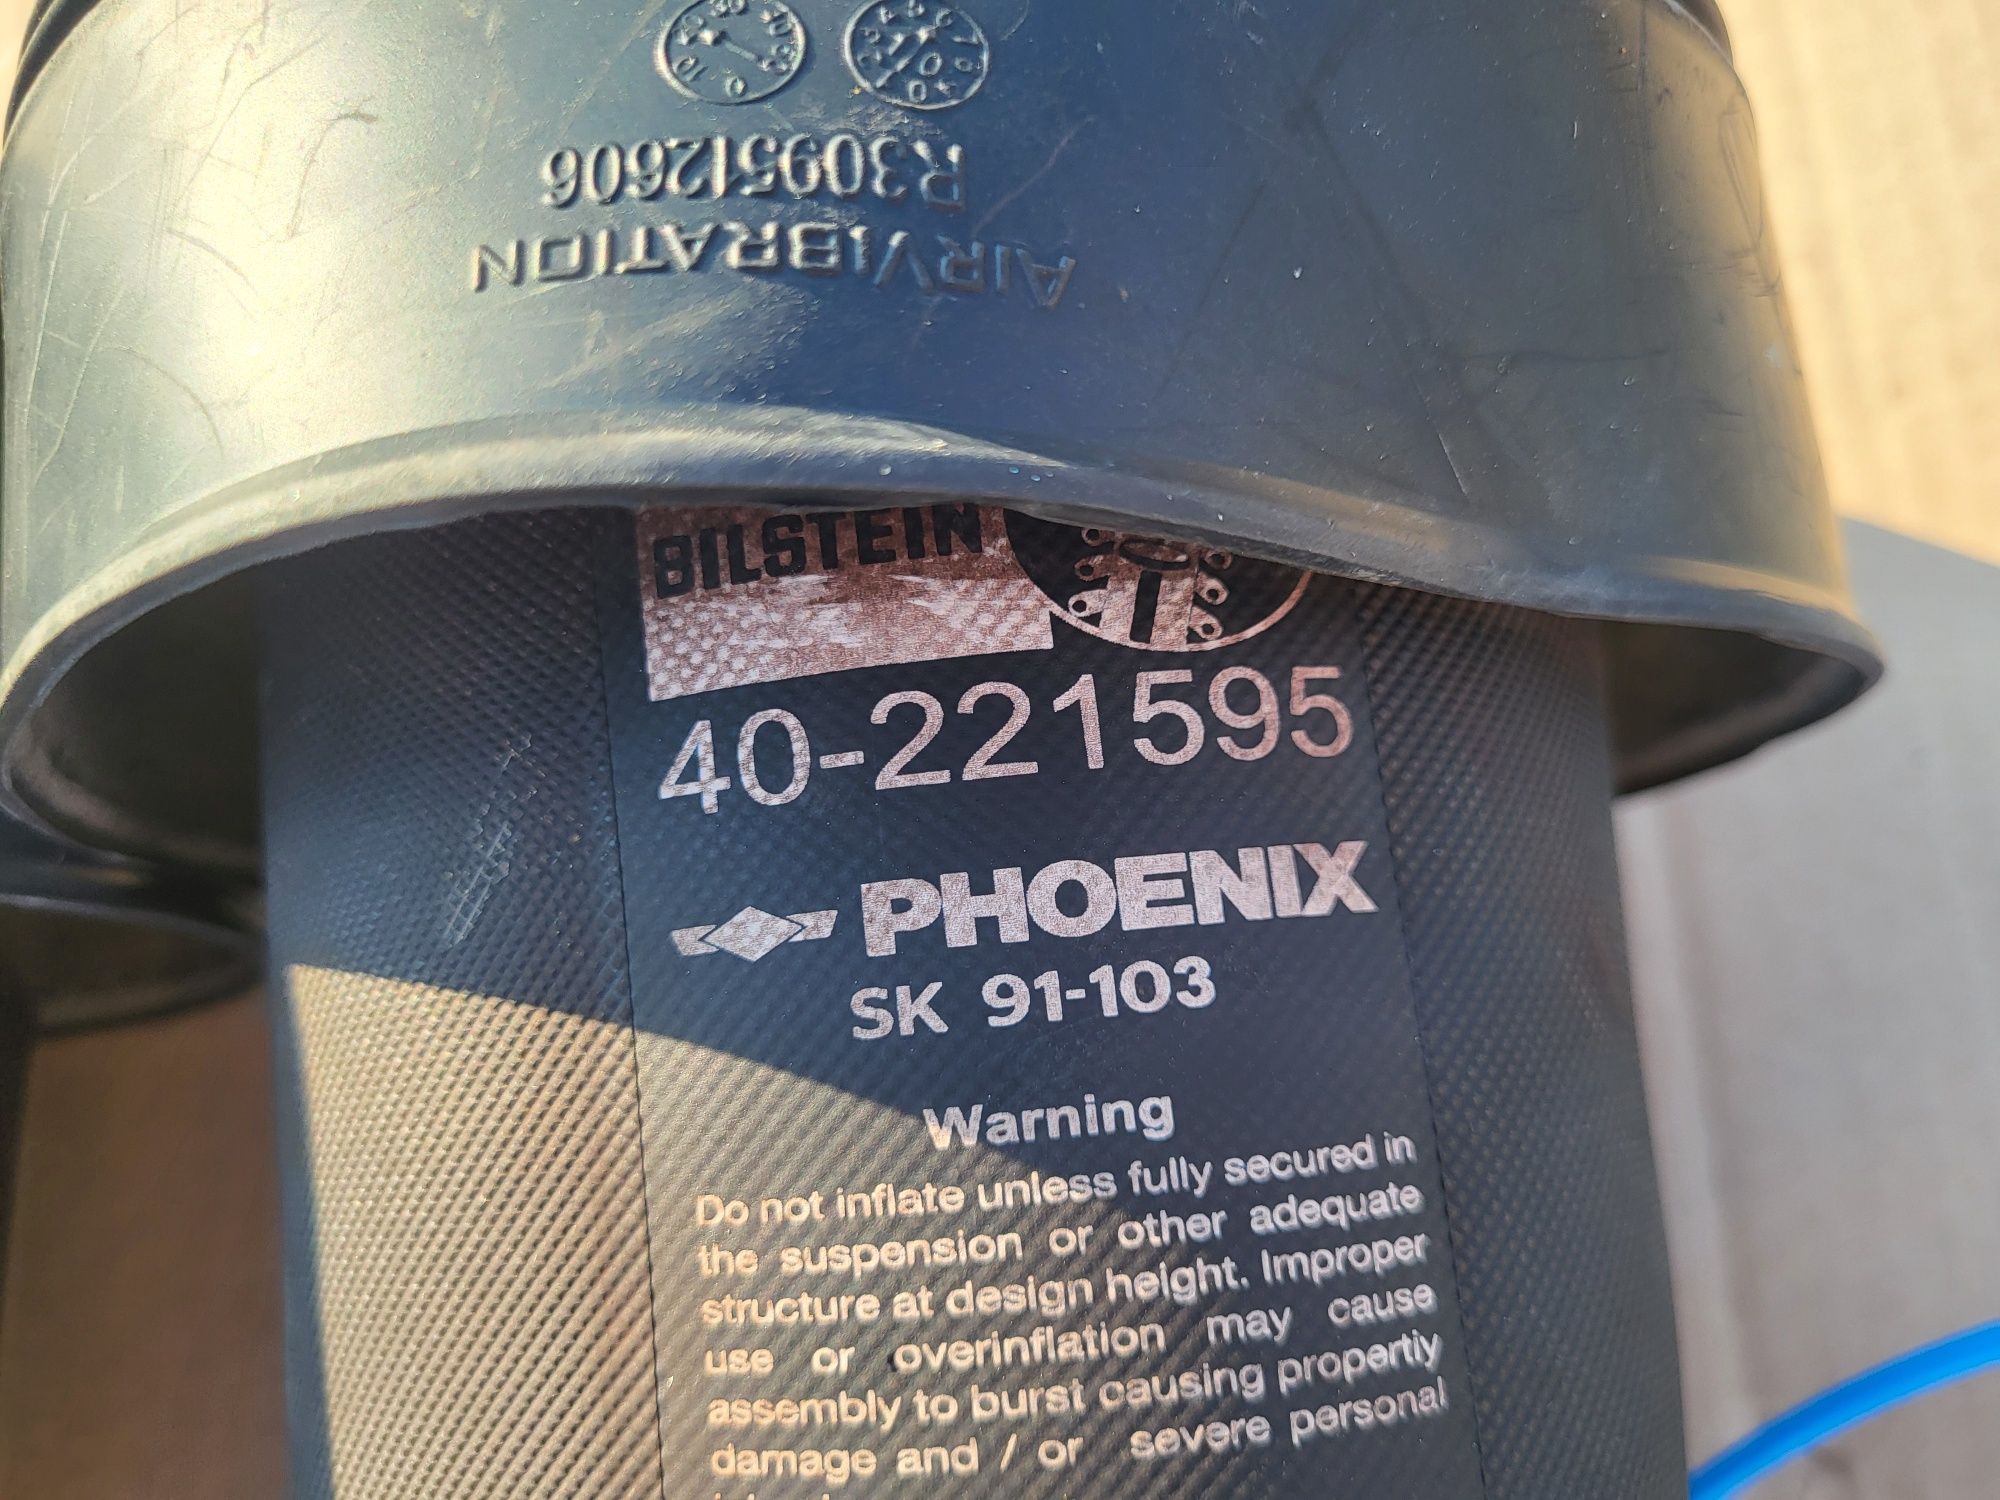 R309512606
AIRVIBRATION
BILSTEIN
40-221595
PHOENIX
SK 91-103
Warning
Do not inflate unless fully secured in
the suspension or other adequate
structure at design height. Improper
use or overinflation may cause
assembly to burst causing propertiy
damage and / or severe personal